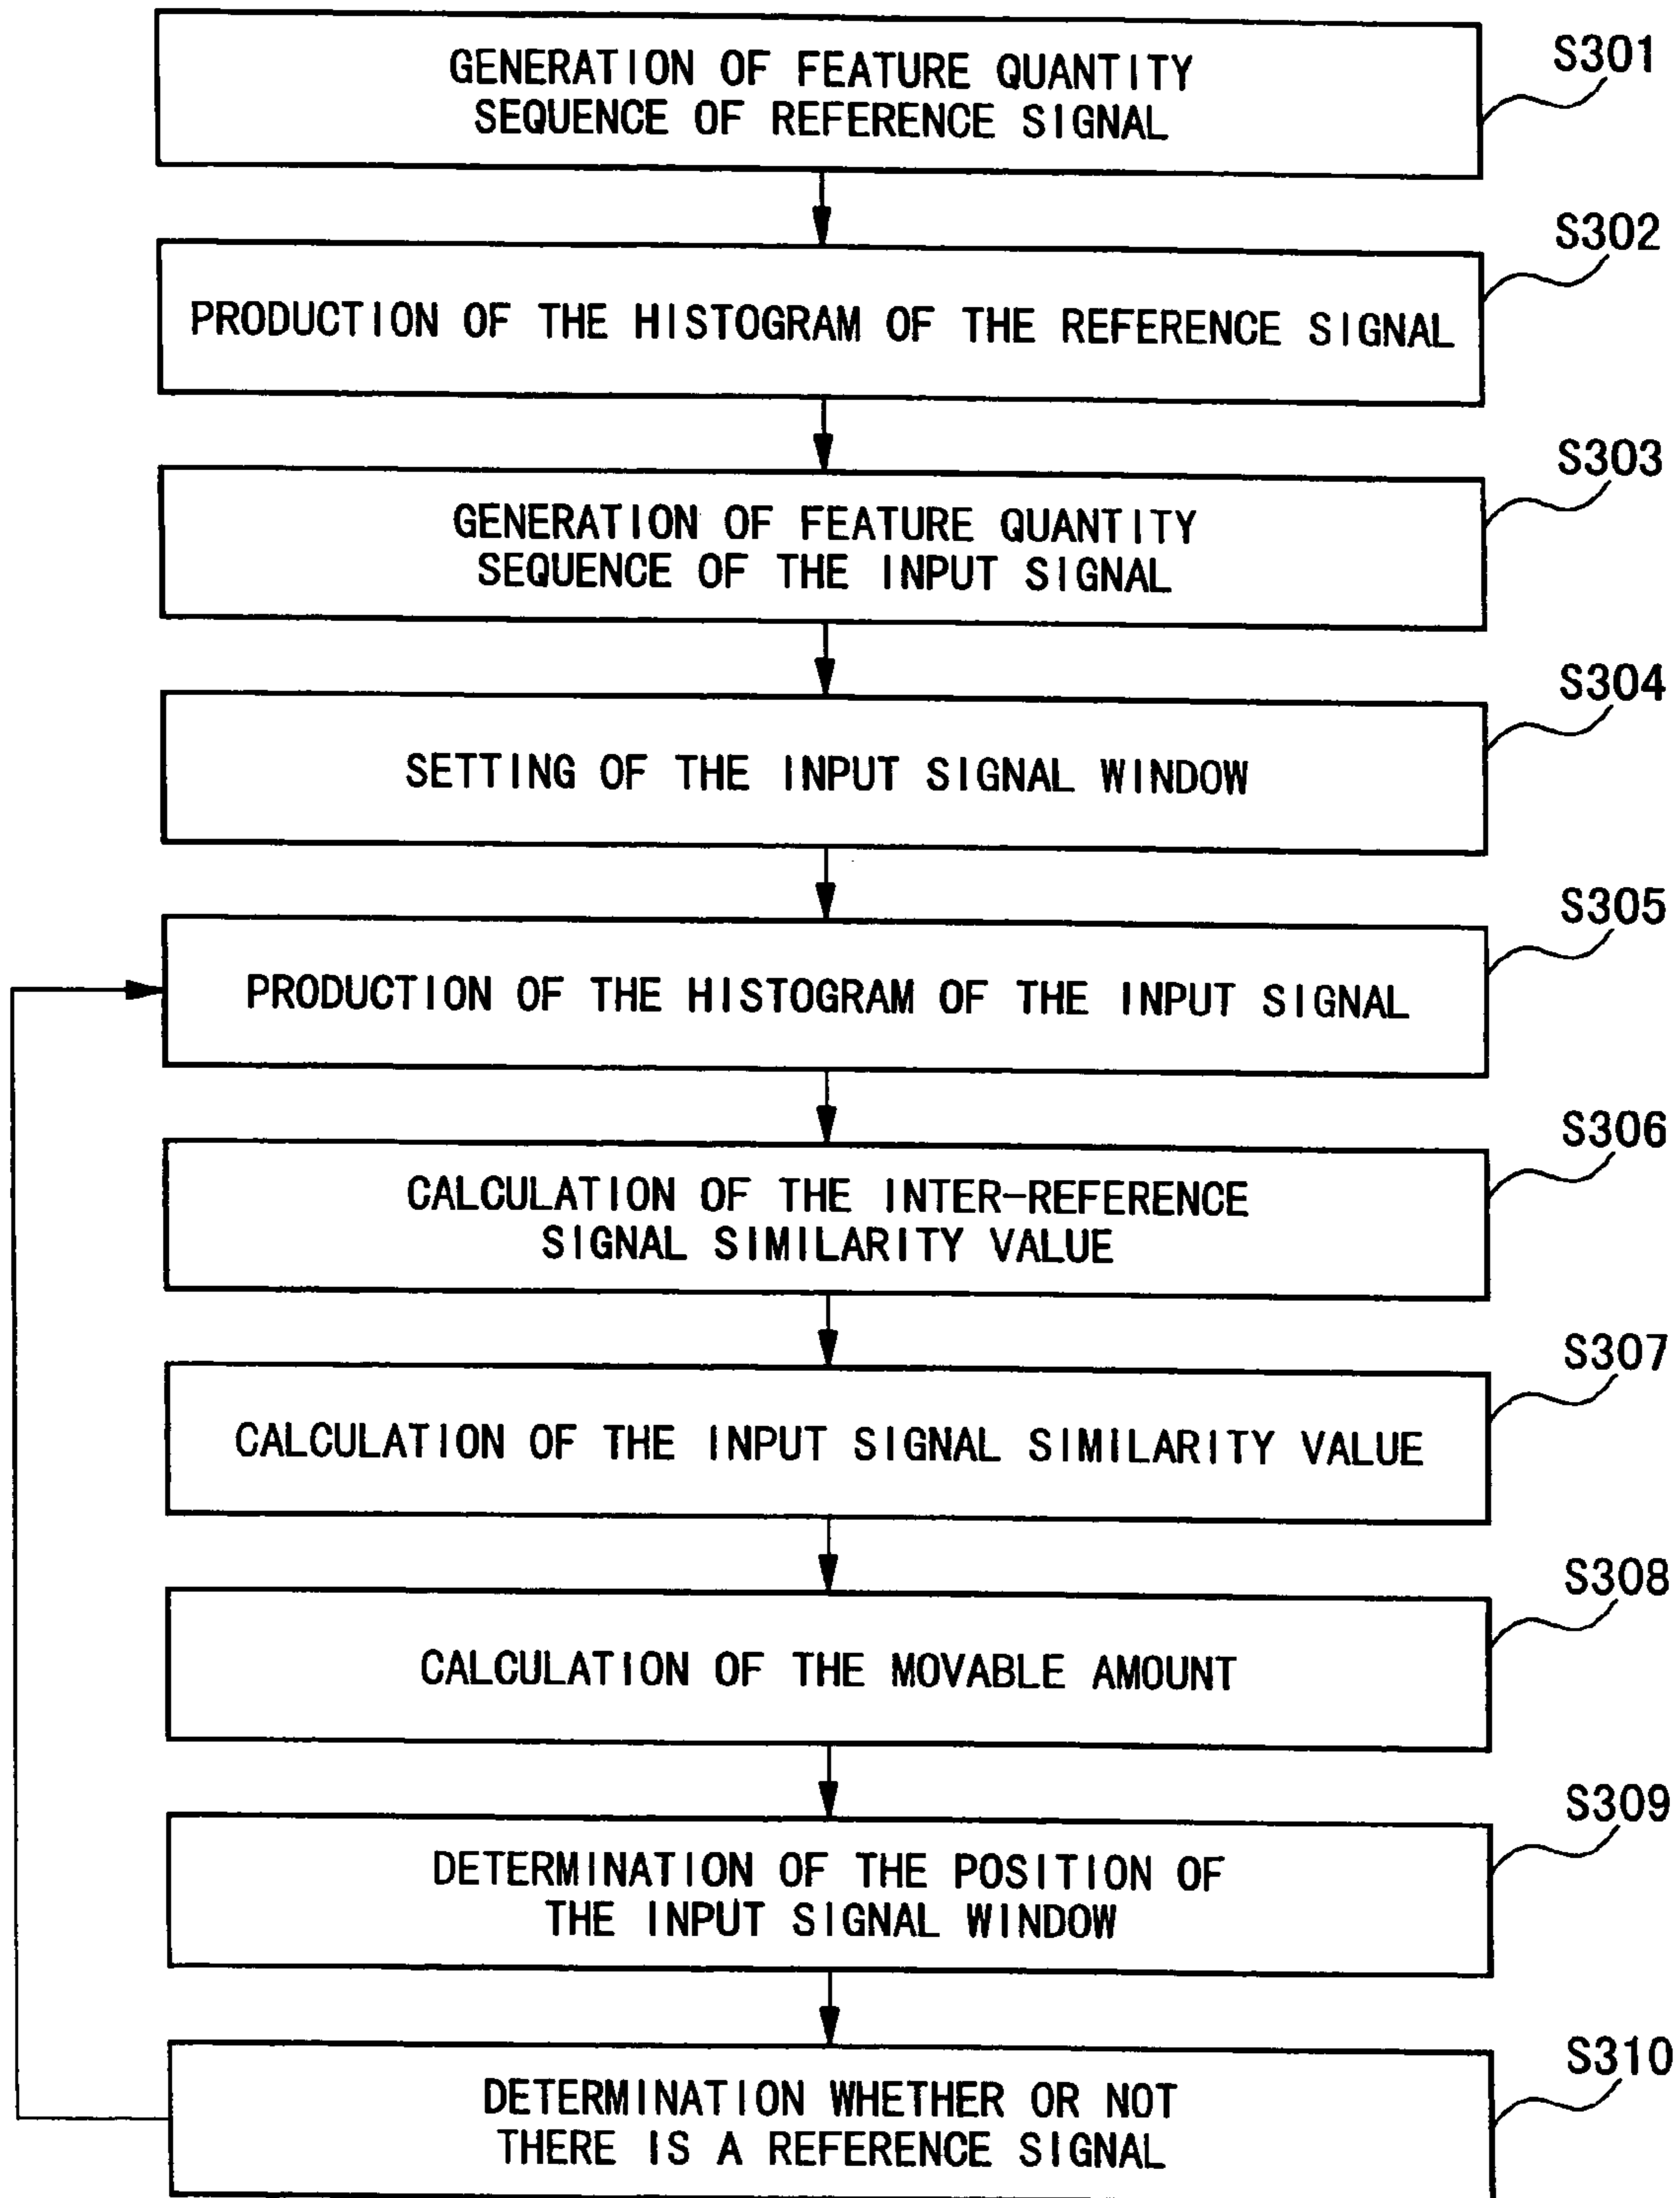 GENERATION OF FEATURE QUANTITY
SEQUENCE OF REFERENCE SIGNAL
S301
PRODUCTION OF THE HISTOGRAM OF THE REFERENCE SIGNAL
S302
GENERATION OF FEATURE QUANTITY
SEQUENCE OF THE INPUT SIGNAL
S303
SETTING OF THE INPUT SIGNAL WINDOW
S304
PRODUCTION OF THE HISTOGRAM OF THE INPUT SIGNAL
S305
CALCULATION OF THE INTER-REFERENCE
SIGNAL SIMILARITY VALUE
S306
CALCULATION OF THE INPUT SIGNAL SIMILARITY VALUE
S307
CALCULATION OF THE MOVABLE AMOUNT
S308
DETERMINATION OF THE POSITION OF
THE INPUT SIGNAL WINDOW
S309
DETERMINATION WHETHER OR NOT
THERE IS A REFERENCE SIGNAL
S310